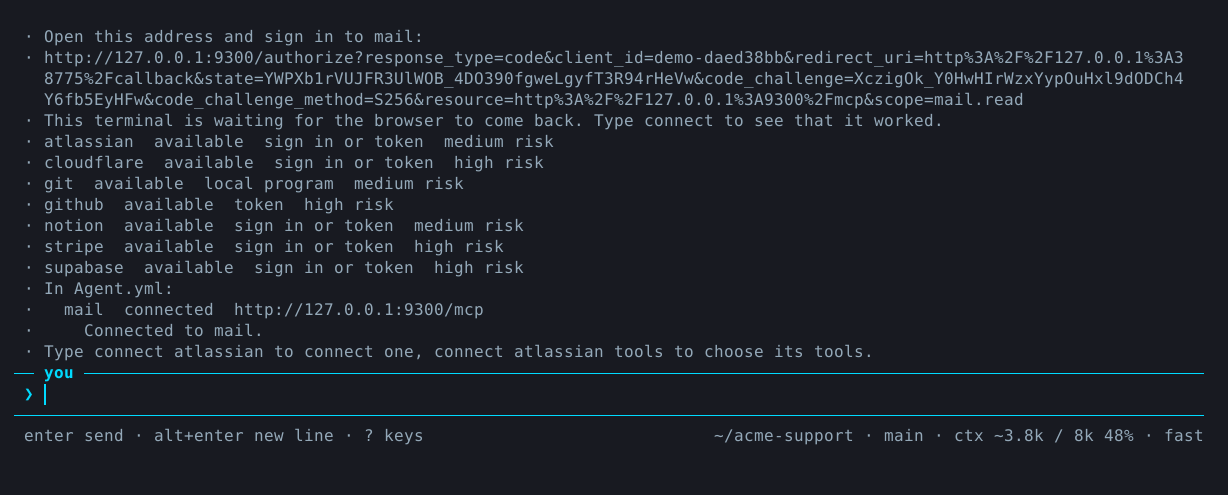 · Open this address and sign in to mail:
· http://127.0.0.1:9300/authorize?response_type=code&client_id=demo-daed38bb&redirect_uri=http%3A%2F%2F127.0.0.1%3A3
8775%2Fcallback&state=YWPXb1rVUJFR3UlWOB_4DO390fgweLgyfT3R94rHeVw&code_challenge=XczigOk_Y0HwHIrWzxYypOuHxl9dODCh4
Y6fb5EyHFw&code_challenge_method=S256&resource=http%3A%2F%2F127.0.0.1%3A9300%2Fmcp&scope=mail.read
· This terminal is waiting for the browser to come back. Type connect to see that it worked.
· atlassian  available  sign in or token  medium risk
· cloudflare  available  sign in or token  high risk
· git  available  local program  medium risk
· github  available  token  high risk
· notion  available  sign in or token  medium risk
· stripe  available  sign in or token  high risk
· supabase  available  sign in or token  high risk
· In Agent.yml:
·   mail  connected  http://127.0.0.1:9300/mcp
·     Connected to mail.
· Type connect atlassian to connect one, connect atlassian tools to choose its tools.
you
❯
enter send · alt+enter new line · ? keys    ~/acme-support · main · ctx ~3.8k / 8k 48% · fast